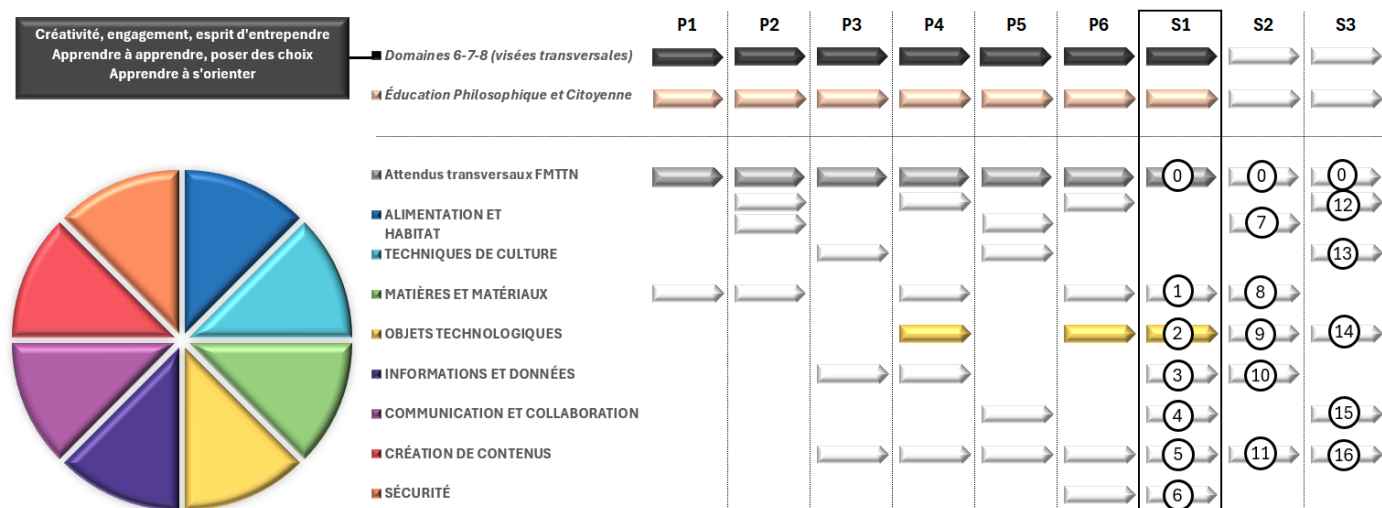 P1 P2 P3 P4 P5 P6 S1 S2 S3
Créativité, engagement, esprit d'entrependre
Apprendre à apprendre, poser des choix
Apprendre à s'orienter
Domaines 6-7-8 (visées transversales)
Éducation Philosophique et Citoyenne
Attendus transversaux FMTTN 0 0 0
12
ALIMENTATION ET
HABITAT
7
TECHNIQUES DE CULTURE 13
MATIÈRES ET MATÉRIAUX 1 8
OBJETS TECHNOLOGIQUES 2 9 14
INFORMATIONS ET DONNÉES 3 10
COMMUNICATION ET COLLABORATION 4 15
CRÉATION DE CONTENUS 5 11 16
SÉCURITÉ 6